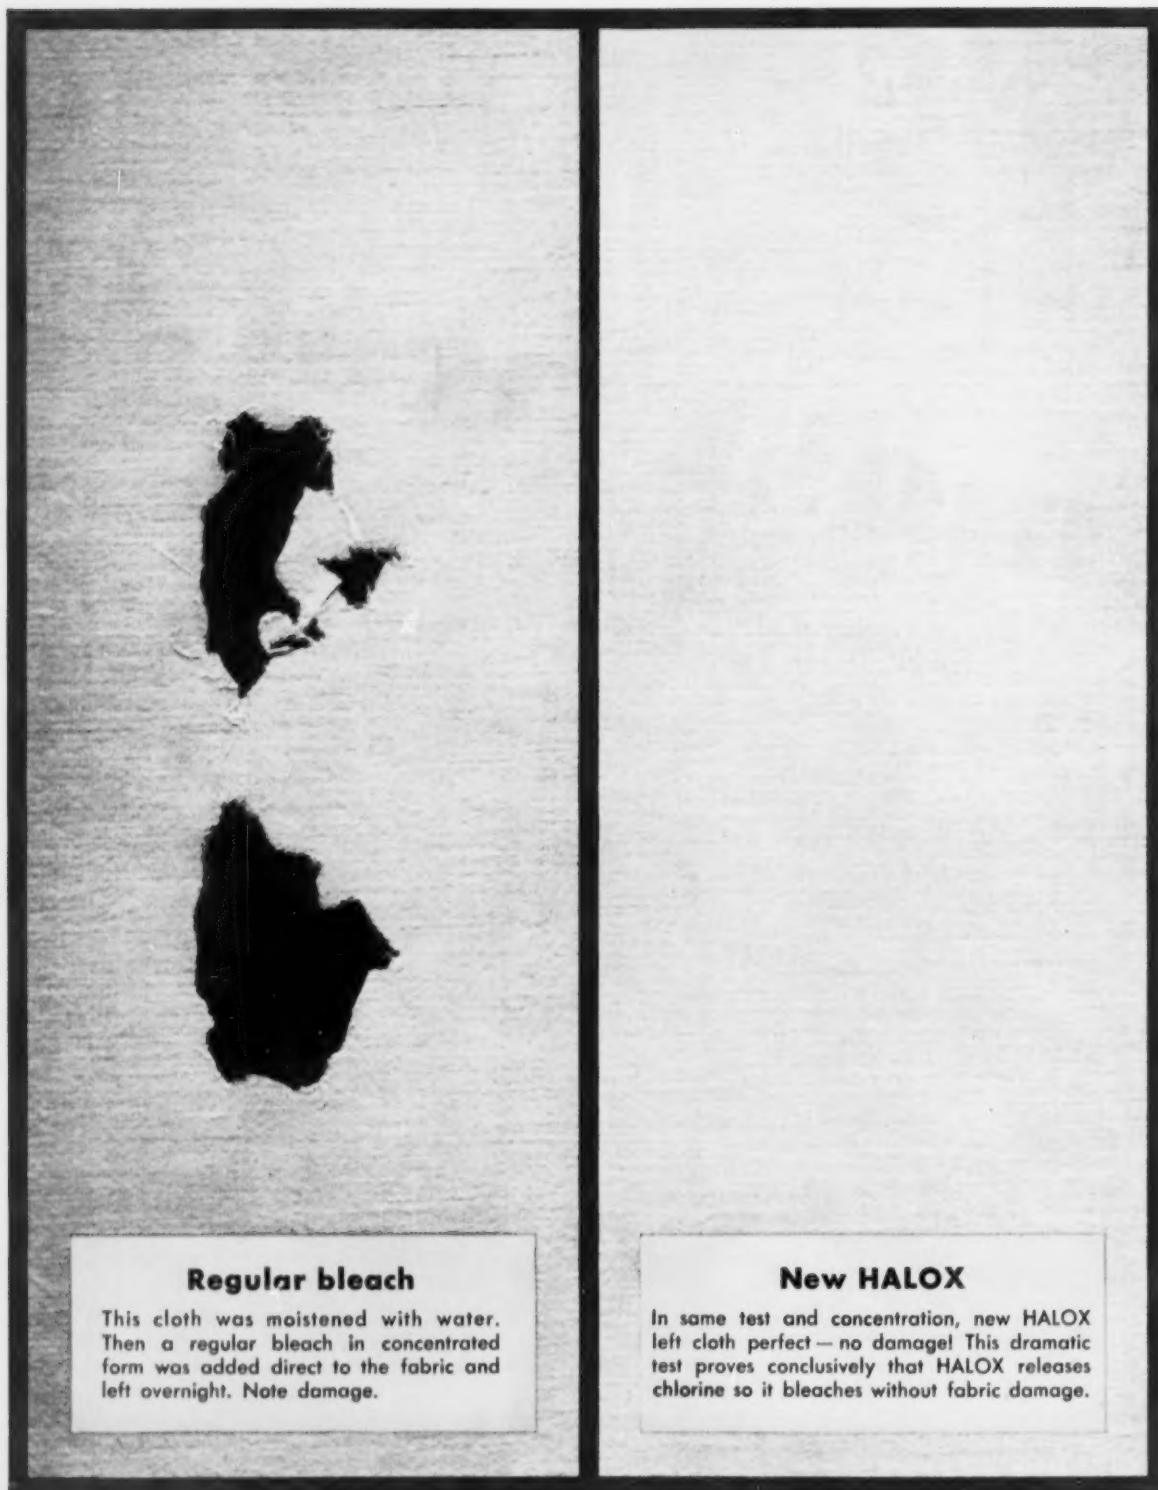 Regular bleach
This cloth was moistened with water.
Then a regular bleach in concentrated
form was added direct to the fabric and
left overnight. Note damage.
New HALOX
In same test and concentration, new HALOX
left cloth perfect — no damage! This dramatic
test proves conclusively that HALOX releases
chlorine so it bleaches without fabric damage.